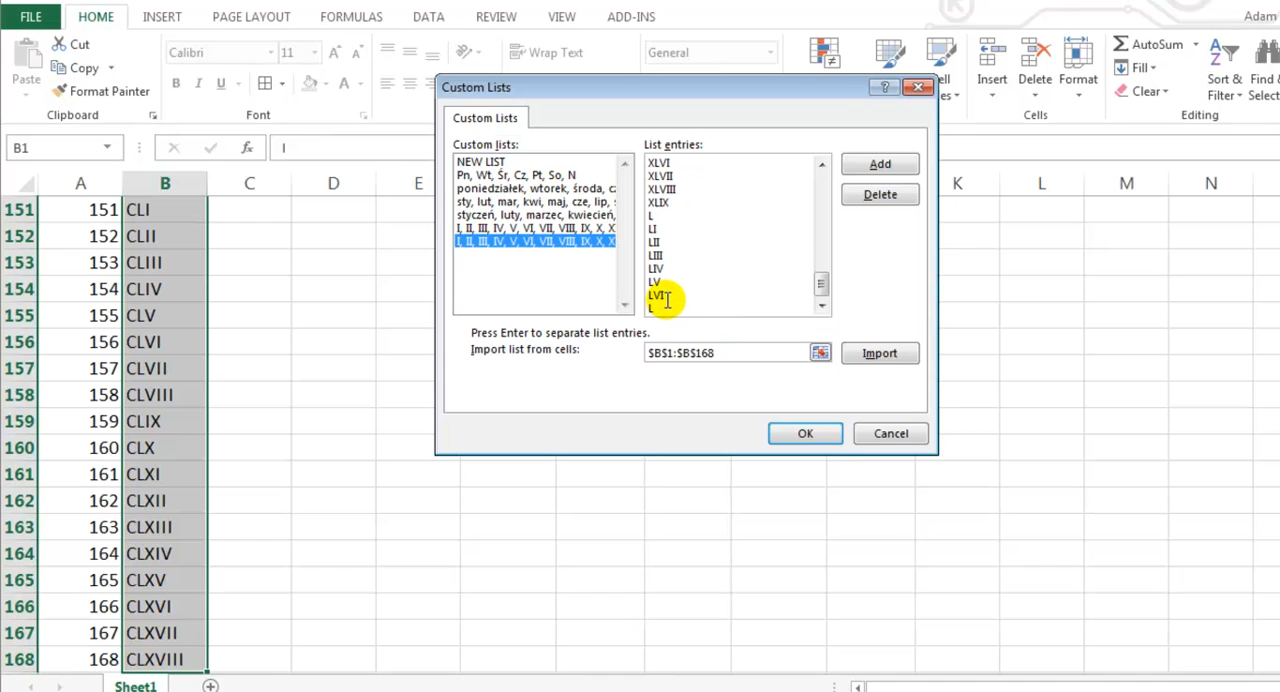 FILE HOME INSERT PAGE LAYOUT FORMULAS DATA REVIEW VIEW ADD-INS Adam
Paste
Cut
Copy
Format Painter
Clipboard
Calibri 11
B I U
Font
Wrap Text
General
Insert Delete Format
Cells
AutoSum
Fill
Clear
Sort &
Filter
Find &
Select
Editing
B1 fx I
A B C D E K L M N
151 151 CLI
152 152 CLII
153 153 CLIII
154 154 CLIV
155 155 CLV
156 156 CLVI
157 157 CLVII
158 158 CLVIII
159 159 CLIX
160 160 CLX
161 161 CLXI
162 162 CLXII
163 163 CLXIII
164 164 CLXIV
165 165 CLXV
166 166 CLXVI
167 167 CLXVII
168 168 CLXVIII
Sheet1
Custom Lists
Custom Lists
Custom lists:
NEW LIST
Pn, Wt, Śr, Cz, Pt, So, N
poniedziałek, wtorek, środa,
sty, lut, mar, kwi, maj, cze, lip,
styczeń, luty, marzec, kwiecień,
I, II, III, IV, V, VI, VII, VIII, IX, X, X
I, II, III, IV, V, VI, VII, VIII, IX, X, X
List entries:
XLVI
XLVII
XLVIII
XLIX
L
LI
LII
LIII
LIV
LV
LVI
L
Add
Delete
Press Enter to separate list entries.
Import list from cells:
$B$1:$B$168
Import
OK
Cancel